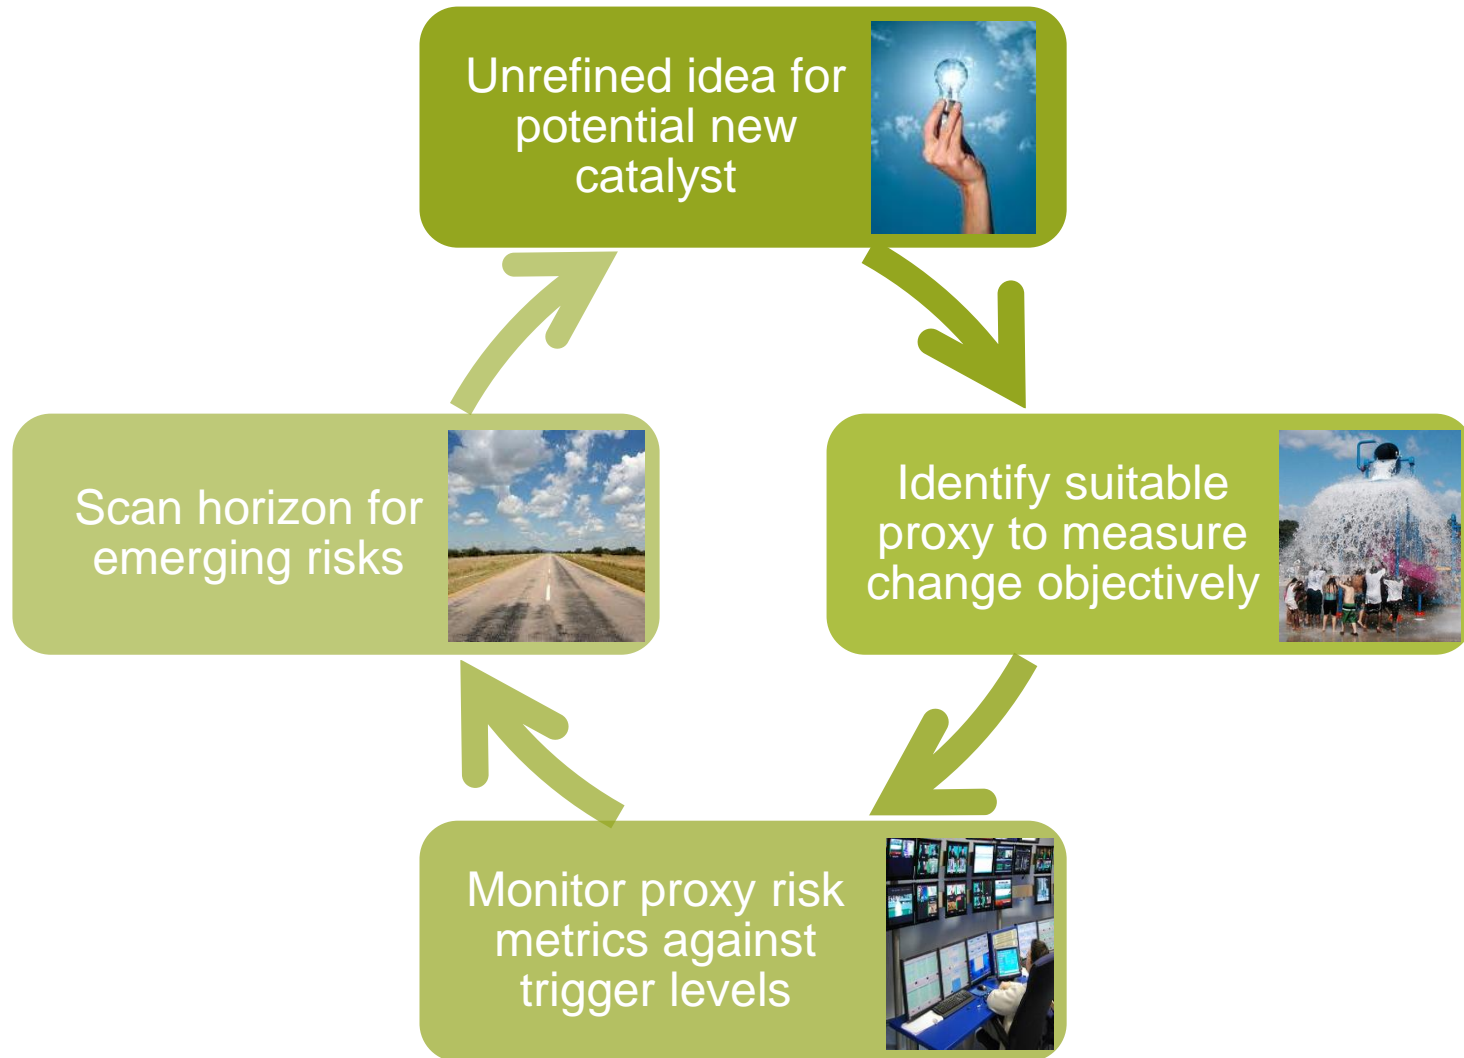 Unrefined idea for
potential new
catalyst
Identify suitable
proxy to measure
change objectively
Monitor proxy risk
metrics against
trigger levels
Scan horizon for
emerging risks